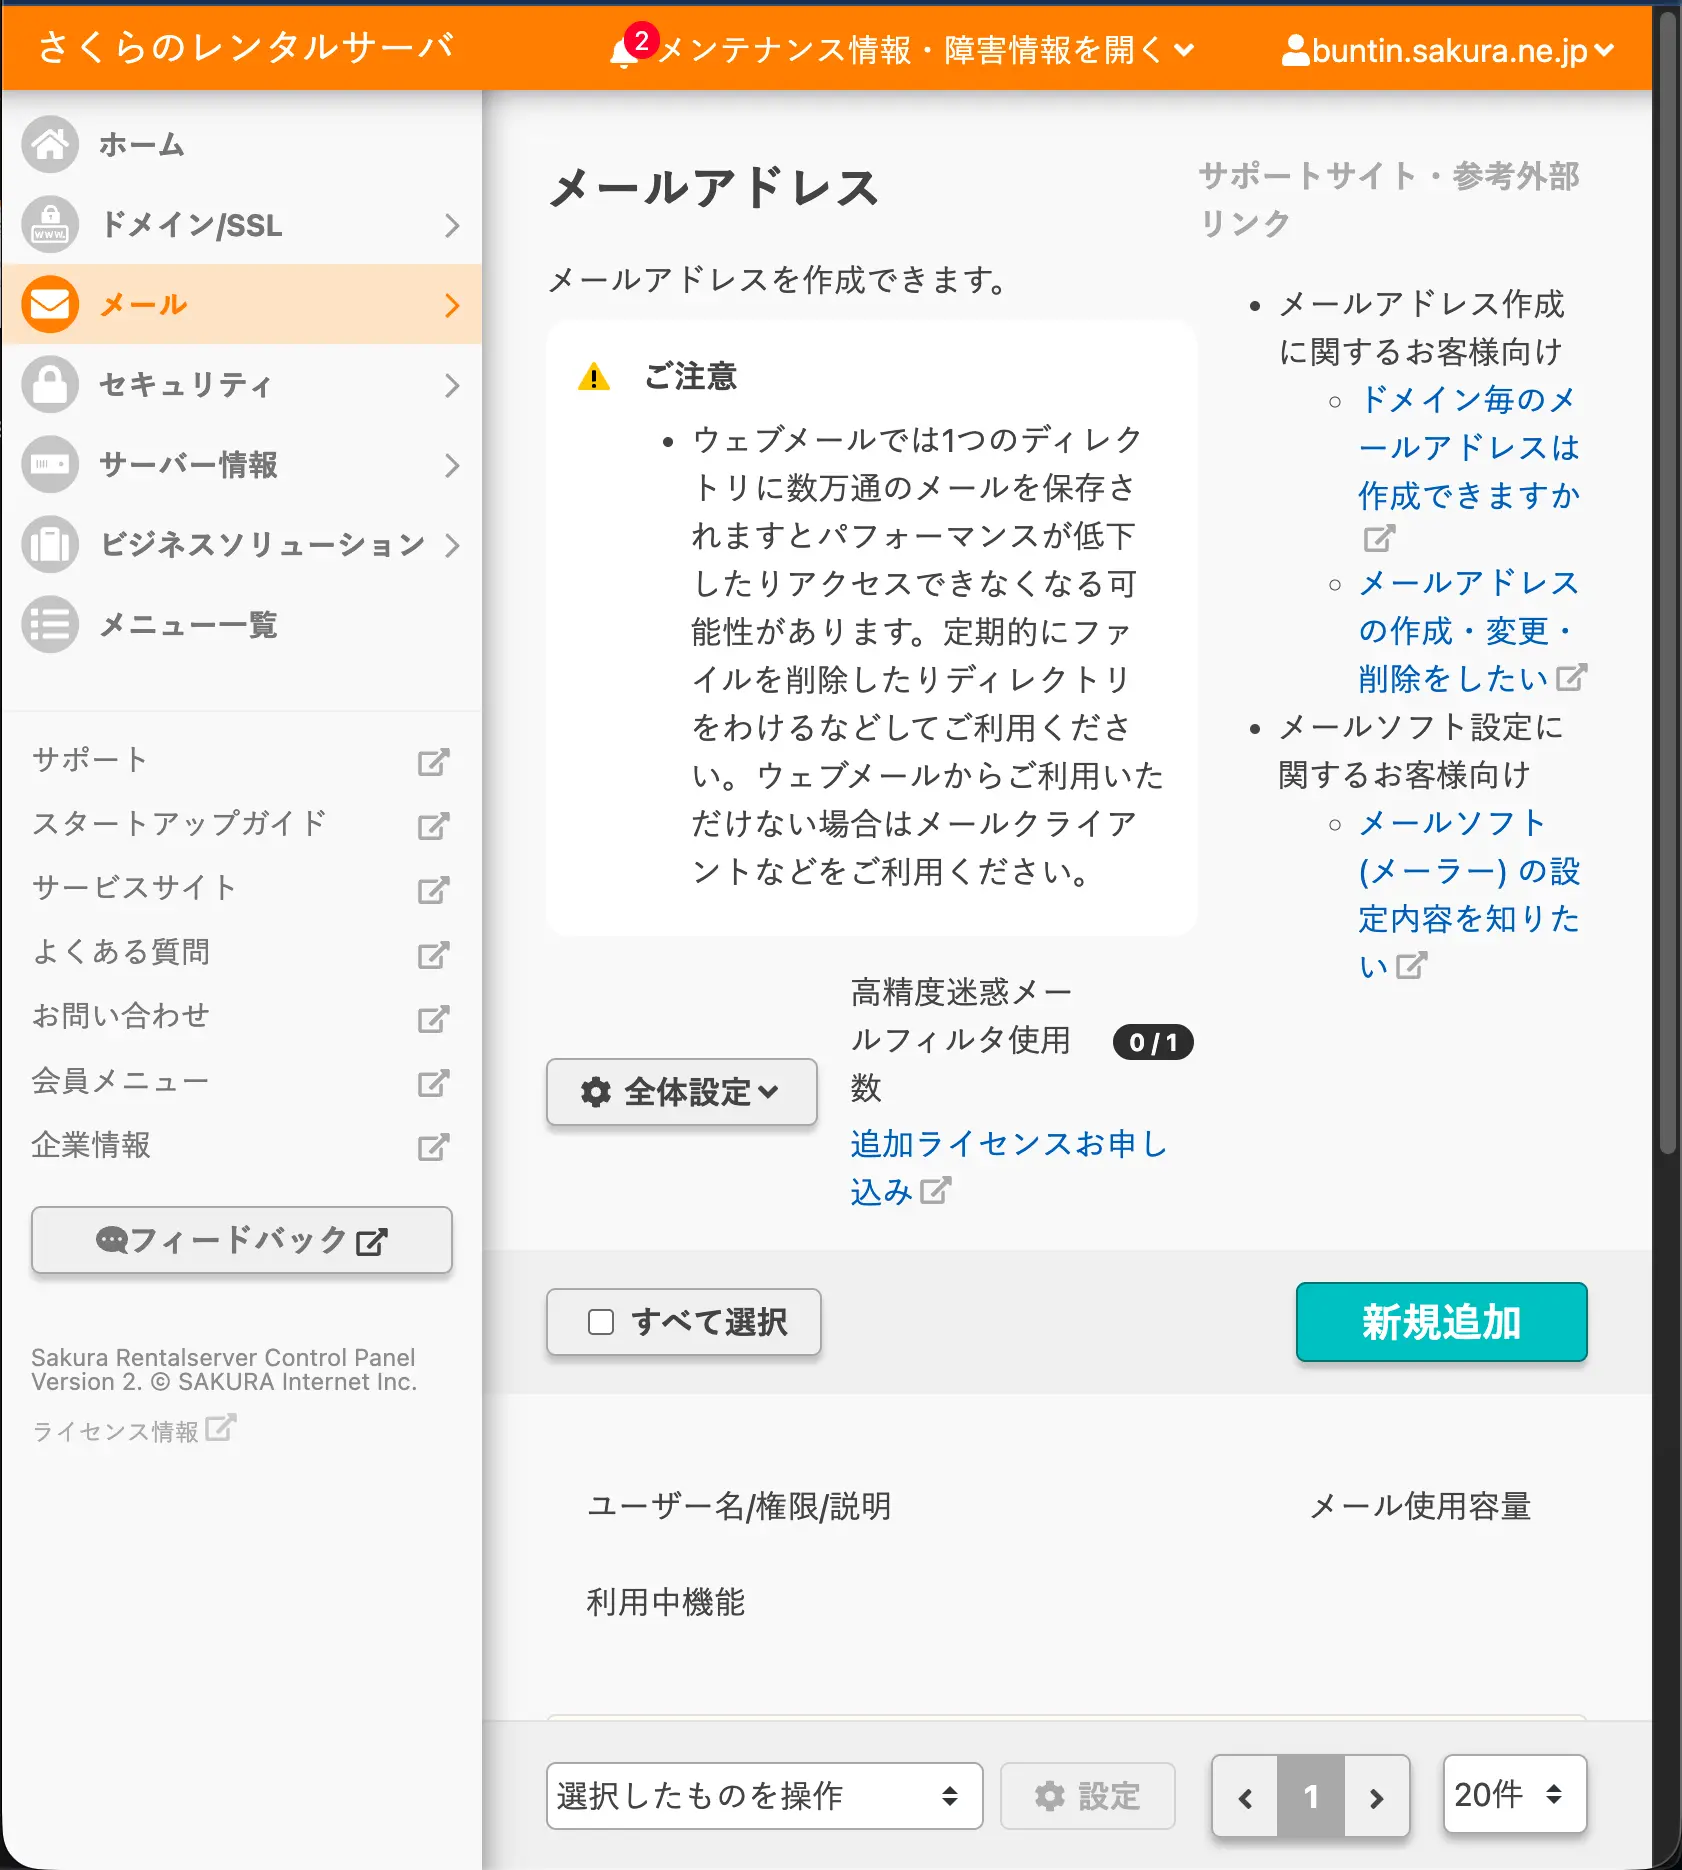 さくらのレンタルサーバ
2
メンテナンス情報・障害情報を開く
buntin.sakura.ne.jp
ホーム
www.
ドメイン/SSL
メール
セキュリティ
サーバー情報
ビジネスソリューション
メニュー一覧
サポート
スタートアップガイド
サービスサイト
よくある質問
お問い合わせ
会員メニュー
企業情報
フィードバック
Sakura Rentalserver Control Panel
Version 2. © SAKURA Internet Inc.
ライセンス情報
メールアドレス
メールアドレスを作成できます。
ご注意
• ウェブメールでは1つのディレク
トリに数万通のメールを保存さ
れますとパフォーマンスが低下
したりアクセスできなくなる可
能性があります。定期的にファ
イルを削除したりディレクトリ
をわけるなどしてご利用くださ
い。ウェブメールからご利用いた
だけない場合はメールクライア
ントなどをご利用ください。
サポートサイト・参考外部
リンク
• メールアドレス作成
に関するお客様向け
◦ ドメイン毎のメ
ールアドレスは
作成できますか
◦ メールアドレス
の作成・変更・
削除をしたい
• メールソフト設定に
関するお客様向け
◦ メールソフト
(メーラー) の設
定内容を知りた
い
全体設定
高精度迷惑メー
ルフィルタ使用
数
0 / 1
追加ライセンスお申し
込み
すべて選択
新規追加
ユーザー名/権限/説明
メール使用容量
利用中機能
選択したものを操作
設定
1
20件